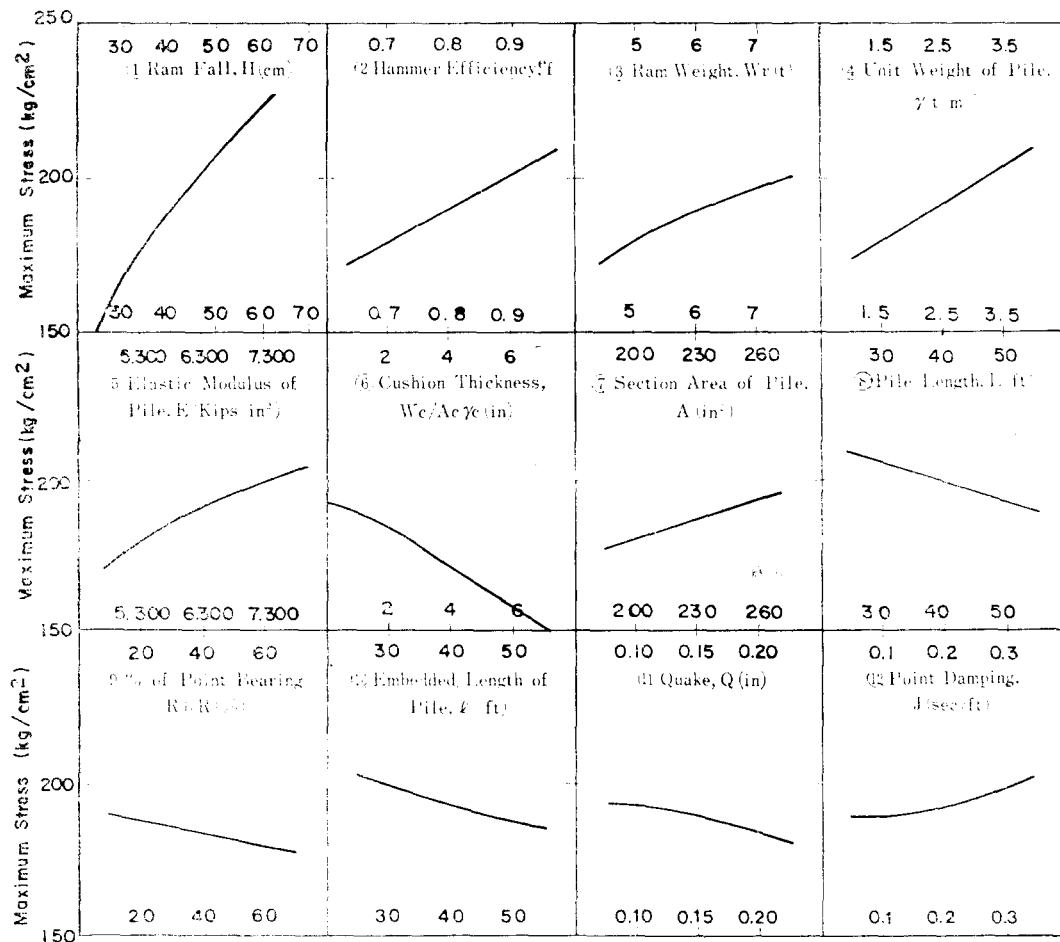 250
200
150
200
150
200
150
Maximum Stress (kg/cm2)
Maximum Stress (kg/cm2)
Maximum Stress (kg/cm2)
30 40 50 60 70
1 Ram Fall, H(cm)
30 40 50 60 70
0.7 0.8 0.9
2 Hammer Efficiency,
0.7 0.8 0.9
5 6 7
3 Ram Weight, Wr(t)
5 6 7
1.5 2.5 3.5
4 Unit Weight of Pile,
γ t m
1.5 2.5 3.5
5.300 6.300 7.300
5 Elastic Modulus of
Pile, E Kips in²)
5.300 6.300 7.300
2 4 6
6 Cushion Thickness,
Wc/Ac γc (in)
2 4 6
200 230 260
7 Section Area of Pile,
A (in²)
200 230 260
30 40 50
⑧ Pile Length, L ft
30 40 50
20 40 60
9 % of Point Bearing
20 40 60
30 40 50
Embedded Length of
Pile, ℓ ft)
30 40 50
0.10 0.15 0.20
Quake, Q (in)
0.10 0.15 0.20
0.1 0.2 0.3
12 Point Damping,
J(sec/ft)
0.1 0.2 0.3